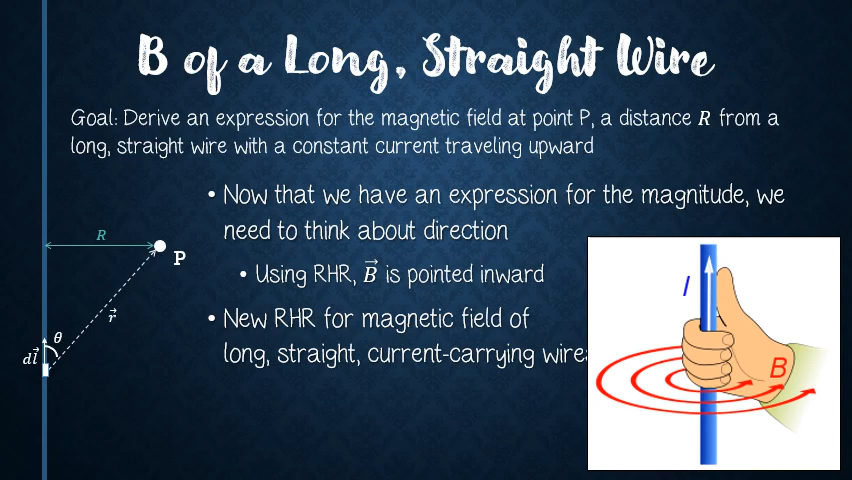 B of a Long, Straight Wire
Goal: Derive an expression for the magnetic field at point P, a distance R from a
long, straight wire with a constant current traveling upward
• Now that we have an expression for the magnitude, we
need to think about direction
• Using RHR, B⃗ is pointed inward
• New RHR for magnetic field of
long, straight, current-carrying wire
R
P
r⃗
θ
dl⃗
I
B